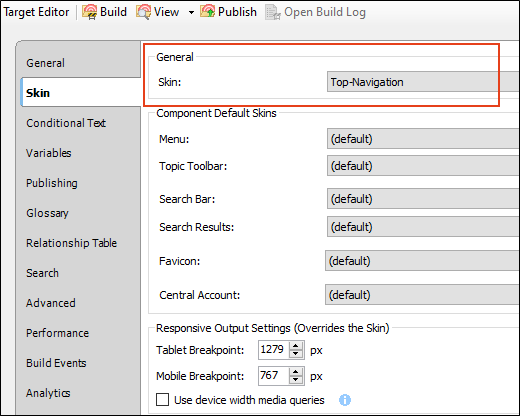 Target Editor Build View Publish Open Build Log
General
Skin
Conditional Text
Variables
Publishing
Glossary
Relationship Table
Search
Advanced
Performance
Build Events
Analytics
General
Skin: Top-Navigation
Component Default Skins
Menu: (default)
Topic Toolbar: (default)
Search Bar: (default)
Search Results: (default)
Favicon: (default)
Central Account: (default)
Responsive Output Settings (Overrides the Skin)
Tablet Breakpoint: 1279 px
Mobile Breakpoint: 767 px
Use device width media queries